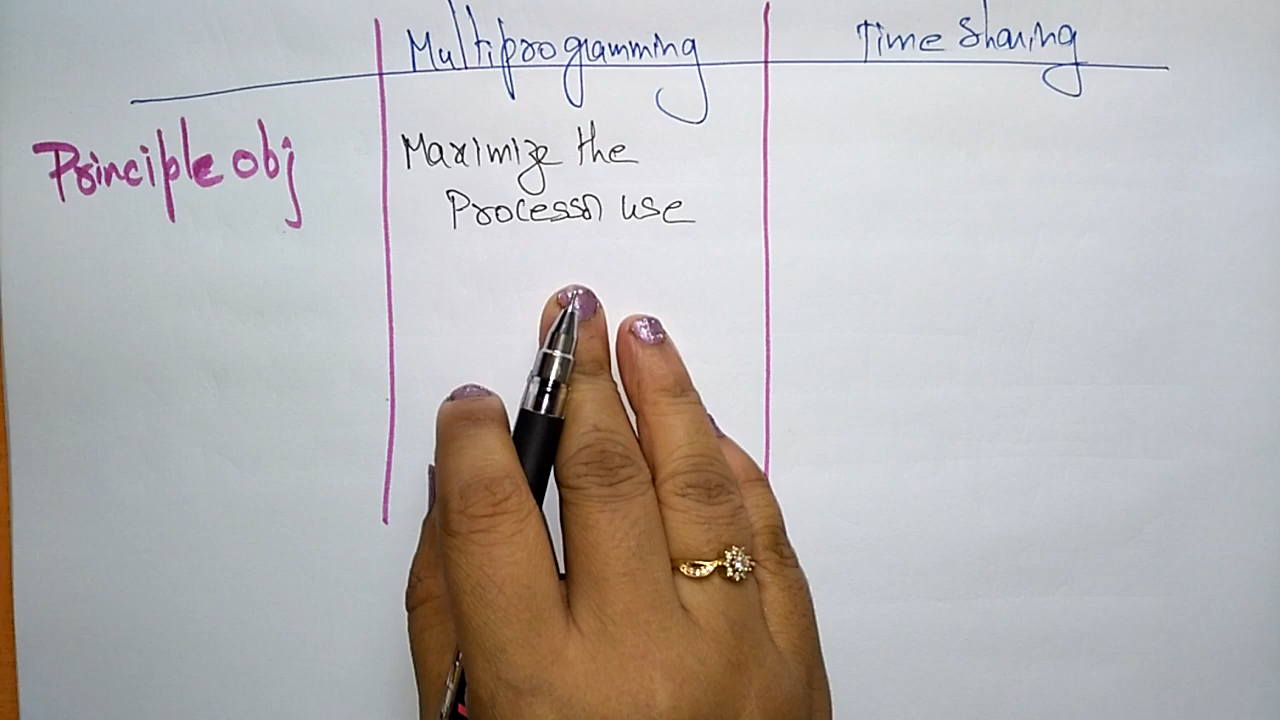 Multiprogramming
Time Sharing
Principle obj
Maximize the
Processor use